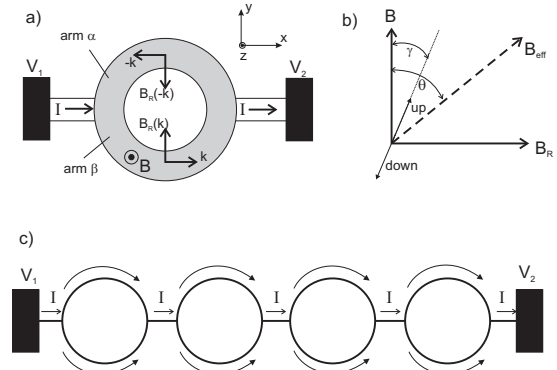 a)
y
x
z
b)
arm α
-k
V1
V2
I
BR(-k)
I
BR(k)
B
k
arm β
B
γ
θ
Beff
up
down
BR
c)
V1
I
I
I
I
I
V2